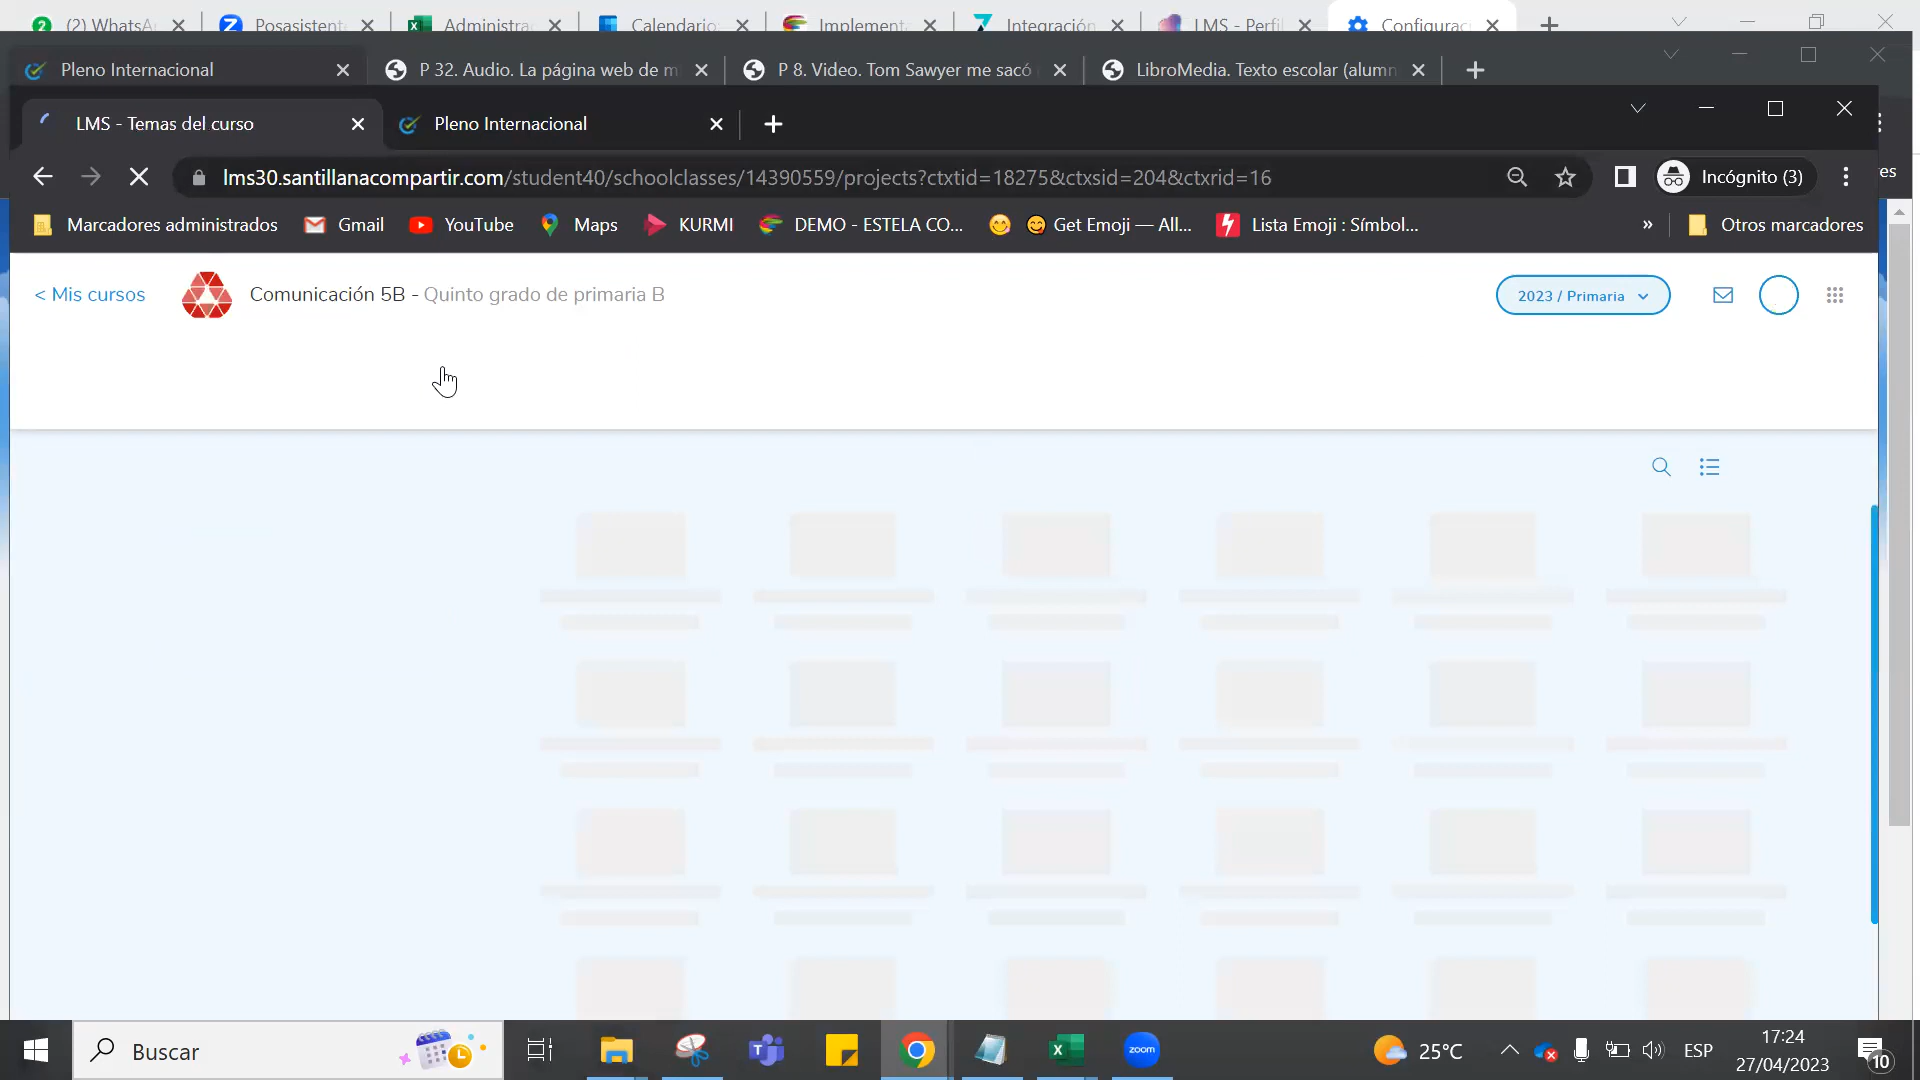 (2) WhatsA
Posasistent
Administra
Calendario
Implement
Integración
LMS - Perfi
Configurac
Pleno Internacional
P 32. Audio. La página web de m
P 8. Video. Tom Sawyer me sacó
LibroMedia. Texto escolar (alumn
LMS - Temas del curso
Pleno Internacional
lms30.santillanacompartir.com/student40/schoolclasses/14390559/projects?ctxtid=18275&ctxsid=204&ctxrid=16
Incógnito (3)
es
Marcadores administrados
Gmail
YouTube
Maps
KURMI
DEMO - ESTELA CO...
Get Emoji — All...
Lista Emoji : Símbol...
»
Otros marcadores
< Mis cursos
Comunicación 5B - Quinto grado de primaria B
2023 / Primaria
Buscar
zoom
25°C
ESP
17:24
27/04/2023
10